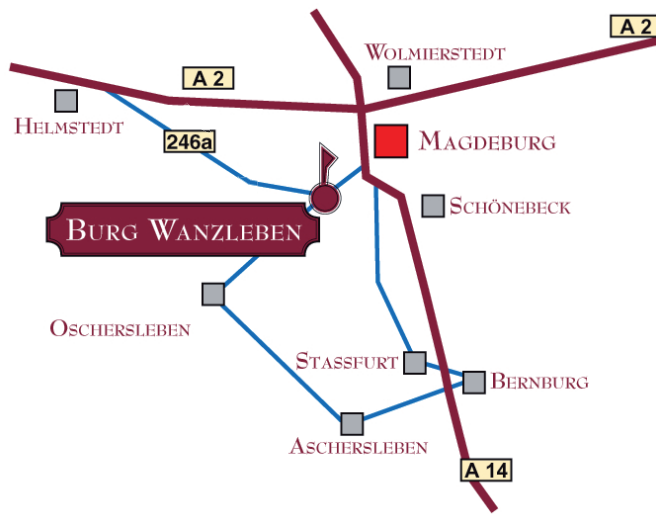 A 2
WOLMIERSTEDT
A 2
HELMSTEDT
246a
MAGDEBURG
BURG WANZLEBEN
SCHÖNEBECK
OSCHERSLEBEN
STASSFURT
BERNBURG
ASCHERSLEBEN
A 14